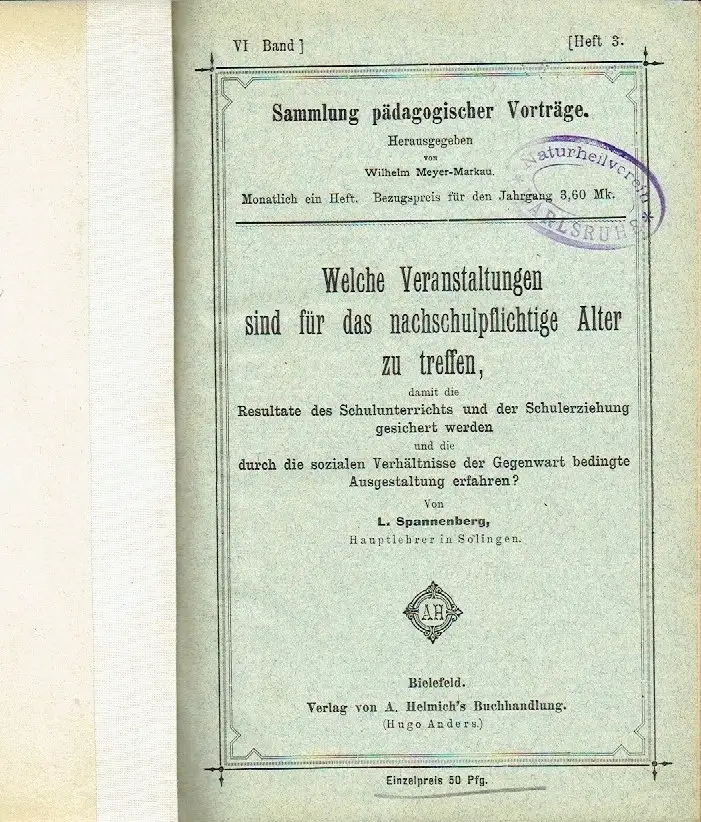 VI Band]
[Heft 3.
Sammlung pädagogischer Vorträge.
Herausgegeben
von
Wilhelm Meyer-Markau.
Monatlich ein Heft. Bezugspreis für den Jahrgang 3,60 Mk.
* Naturheilverein *
KARLSRUHE
Welche Veranstaltungen
sind für das nachschulpflichtige Alter
zu treffen,
damit die
Resultate des Schulunterrichts und der Schulerziehung
gesichert werden
und die
durch die sozialen Verhältnisse der Gegenwart bedingte
Ausgestaltung erfahren?
Von
L. Spannenberg,
Hauptlehrer in Solingen.
AH
Bielefeld.
Verlag von A. Helmich's Buchhandlung.
(Hugo Anders.)
Einzelpreis 50 Pfg.